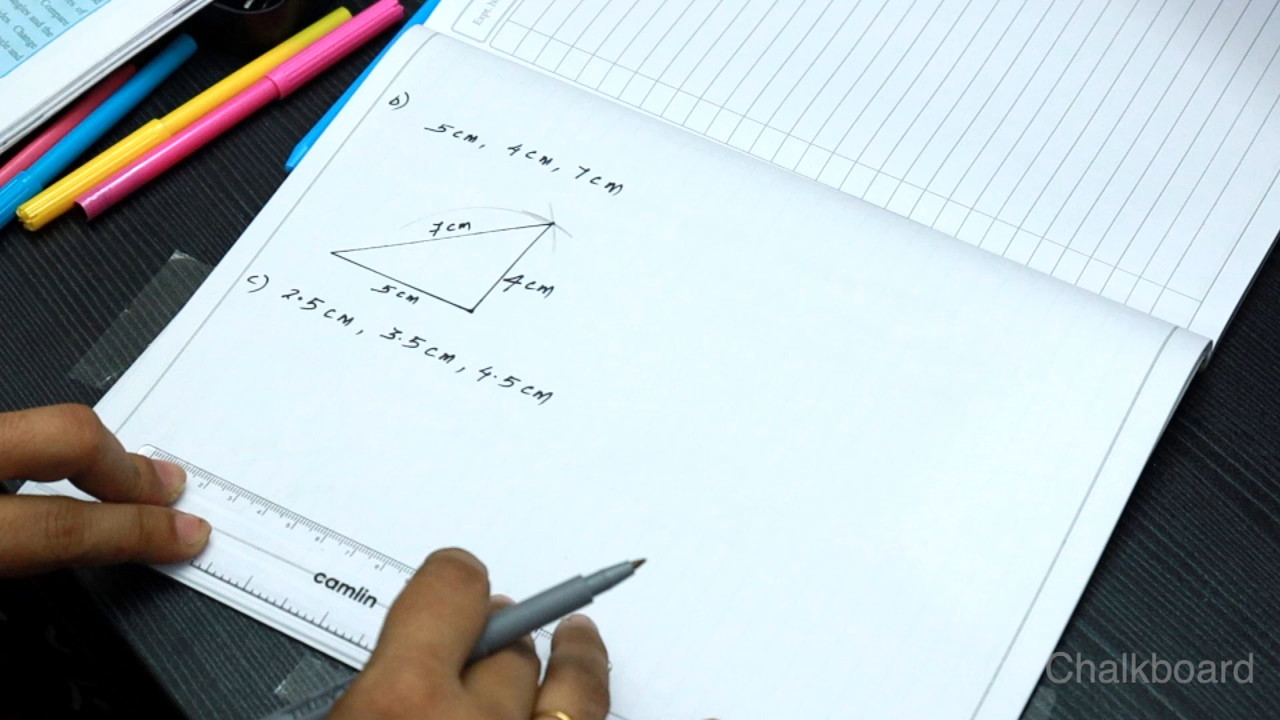 b)
5cm, 4cm, 7cm
7cm
4cm
5cm
c) 2.5cm, 3.5cm, 4.5cm
camlin
Chalkboard